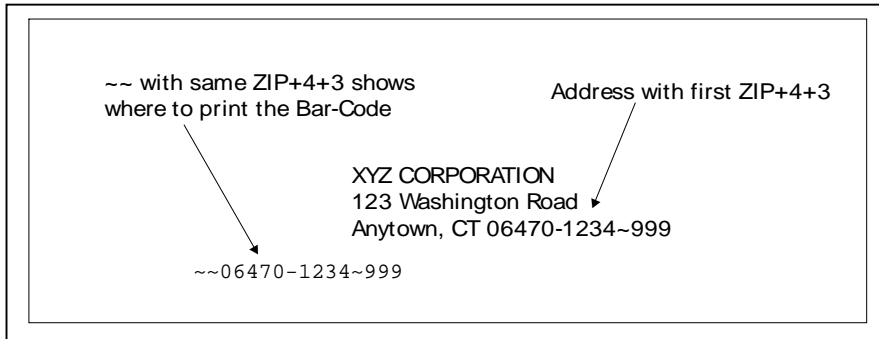 ~~ with same ZIP+4+3 shows
where to print the Bar-Code
Address with first ZIP+4+3
XYZ CORPORATION
123 Washington Road
Anytown, CT 06470-1234~999
~~06470-1234~999